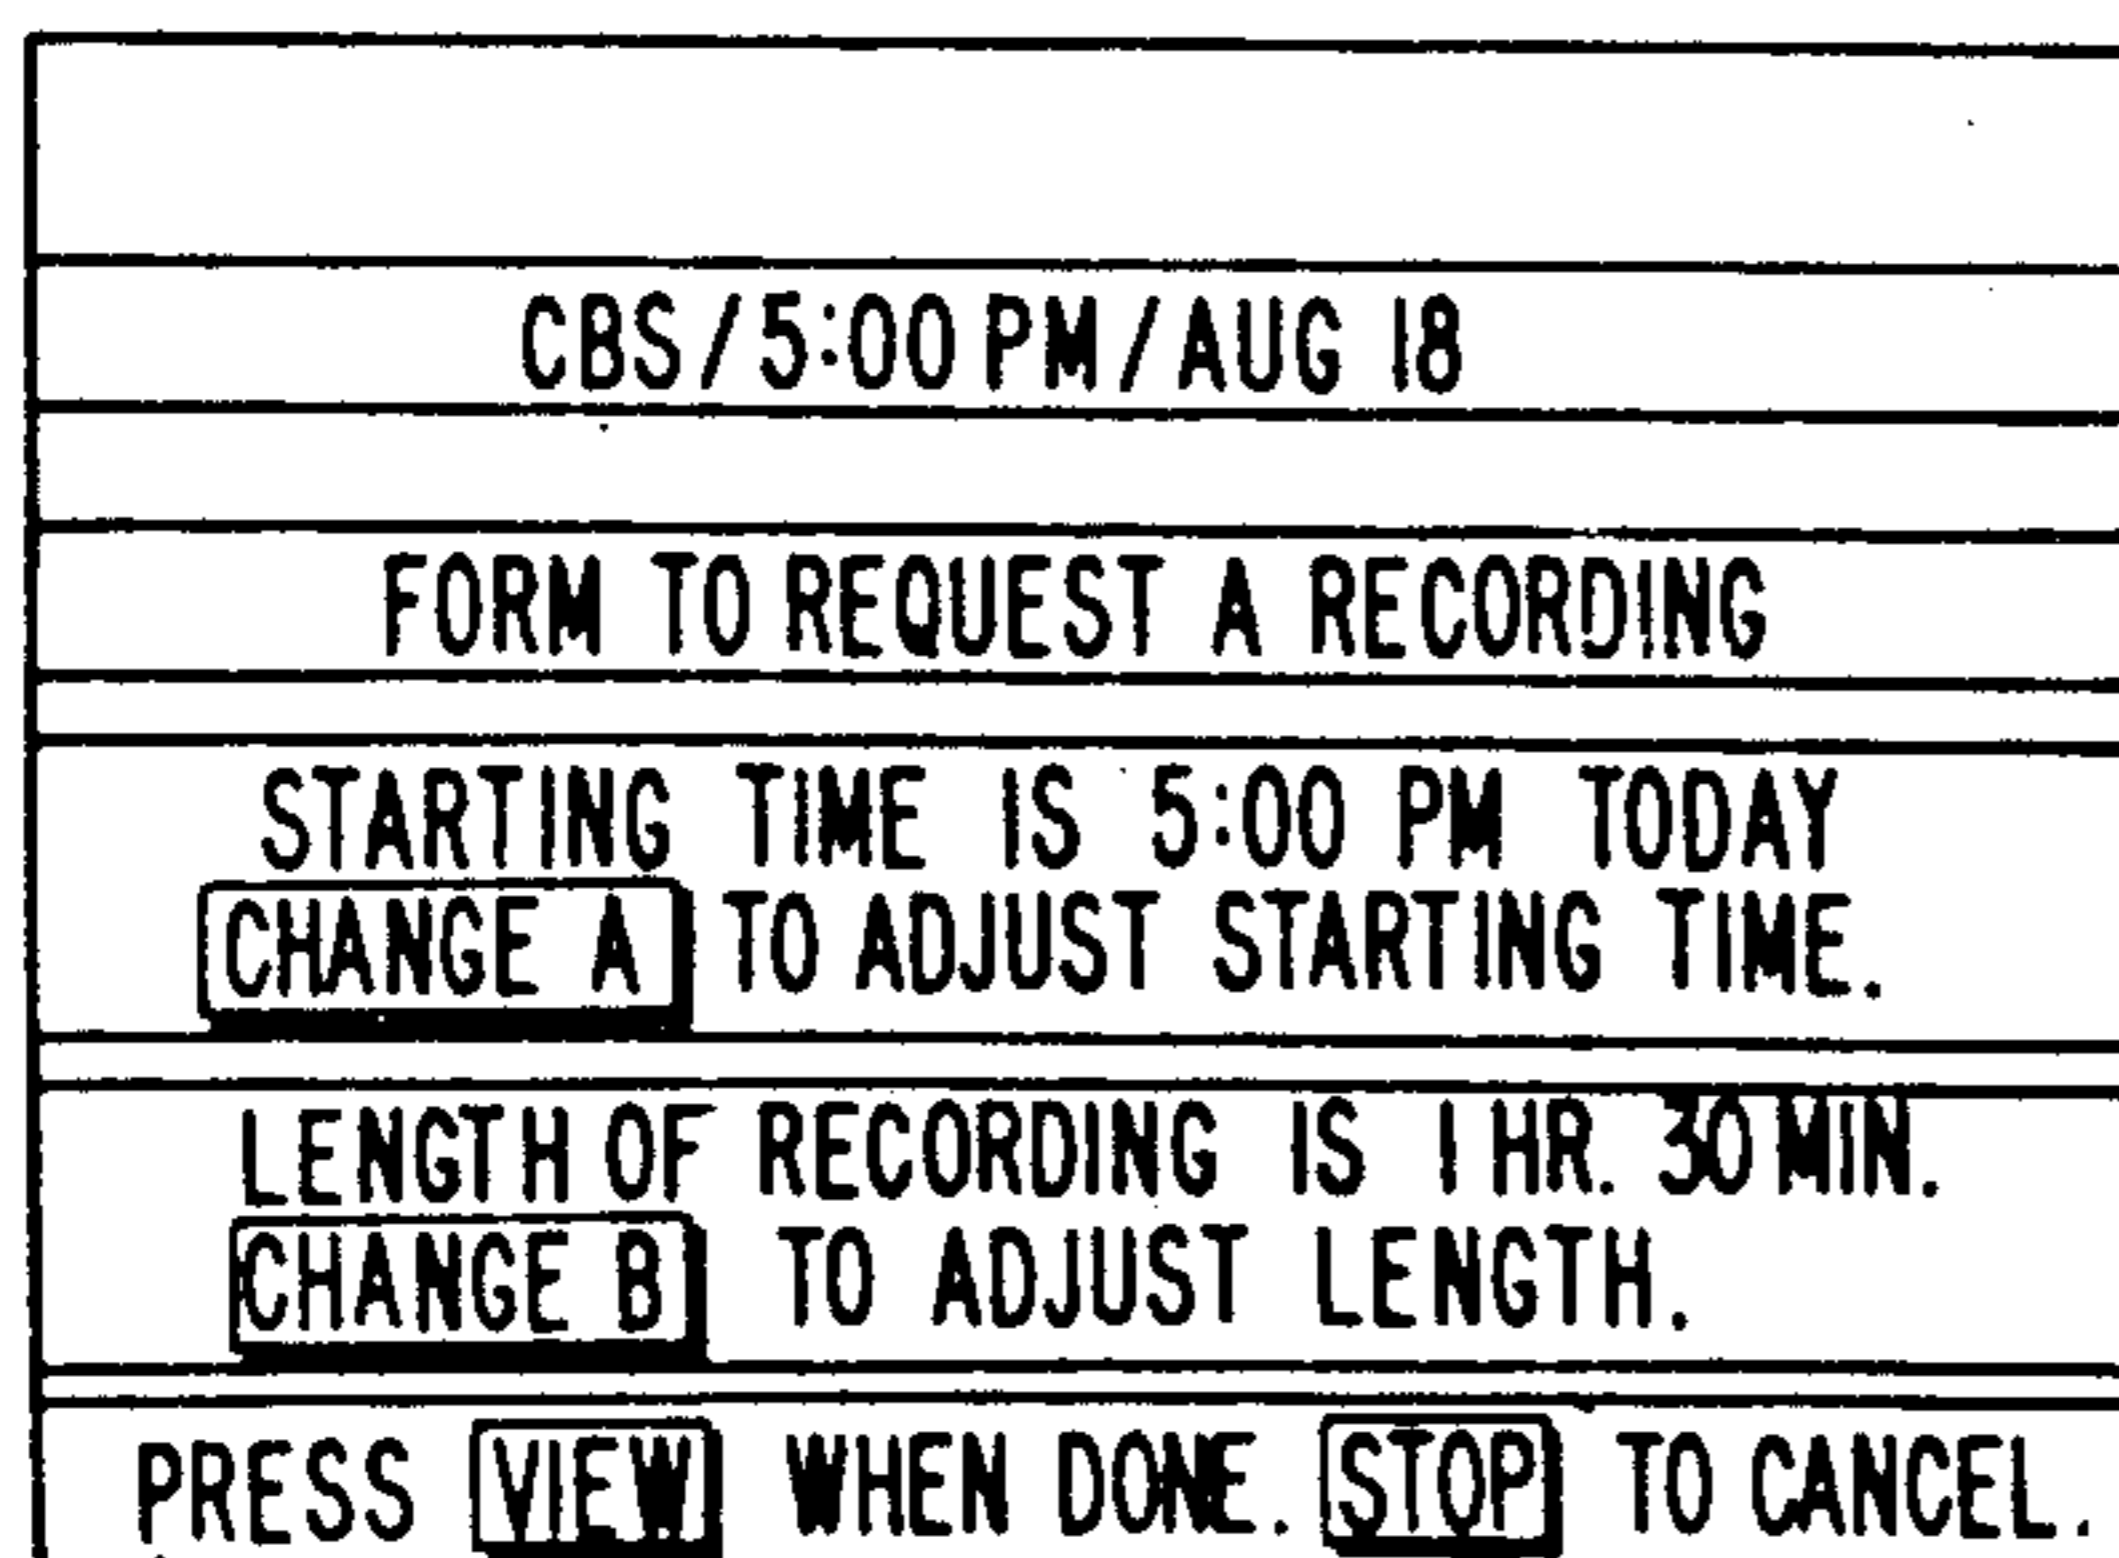 CBS/5:00 PM/AUG 18
FORM TO REQUEST A RECORDING
STARTING TIME IS 5:00 PM TODAY
CHANGE A TO ADJUST STARTING TIME.
LENGTH OF RECORDING IS 1 HR. 30 MIN.
CHANGE B TO ADJUST LENGTH.
PRESS VIEW WHEN DONE. STOP TO CANCEL.